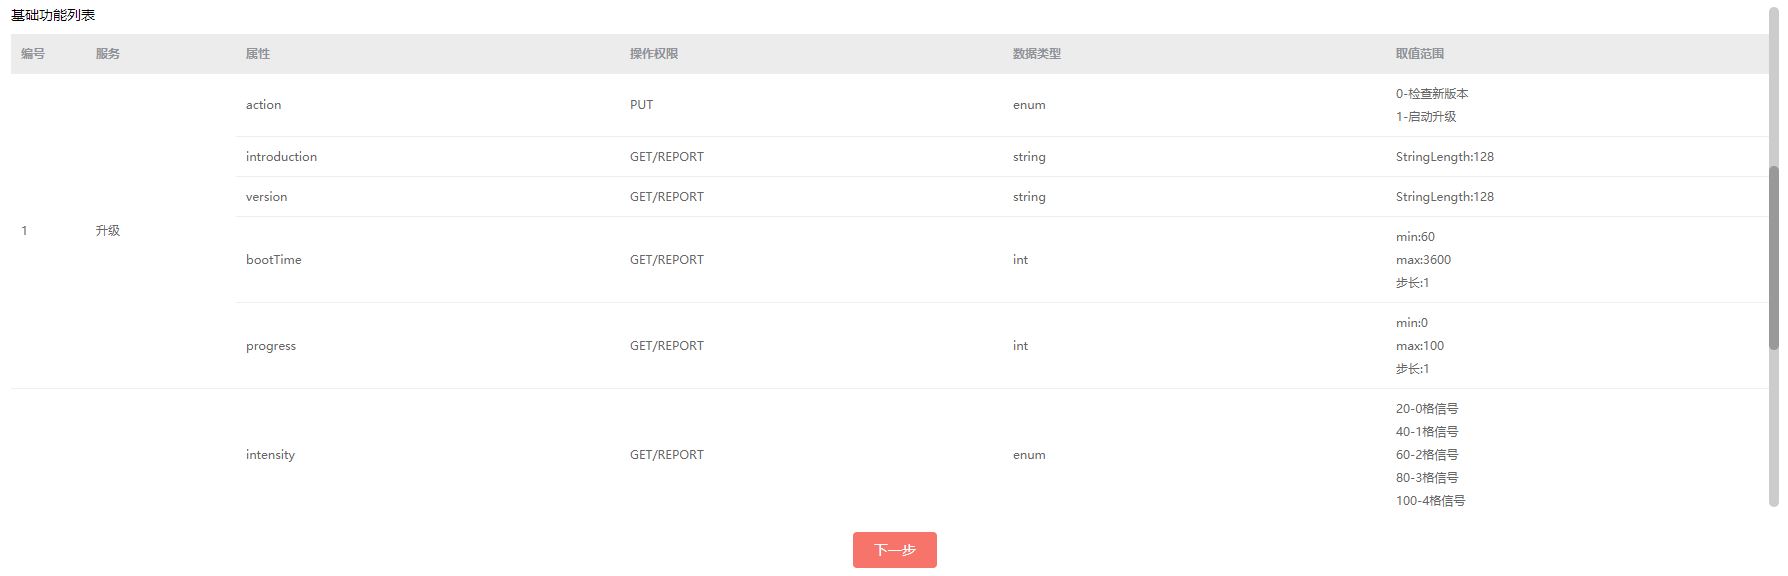 基础功能列表
编号 服务 属性 操作权限 数据类型 取值范围
action PUT enum 0-检查新版本
1-启动升级
introduction GET/REPORT string StringLength:128
version GET/REPORT string StringLength:128
1 升级
bootTime GET/REPORT int min:60
max:3600
步长:1
progress GET/REPORT int min:0
max:100
步长:1
intensity GET/REPORT enum 20-0格信号
40-1格信号
60-2格信号
80-3格信号
100-4格信号
下一步